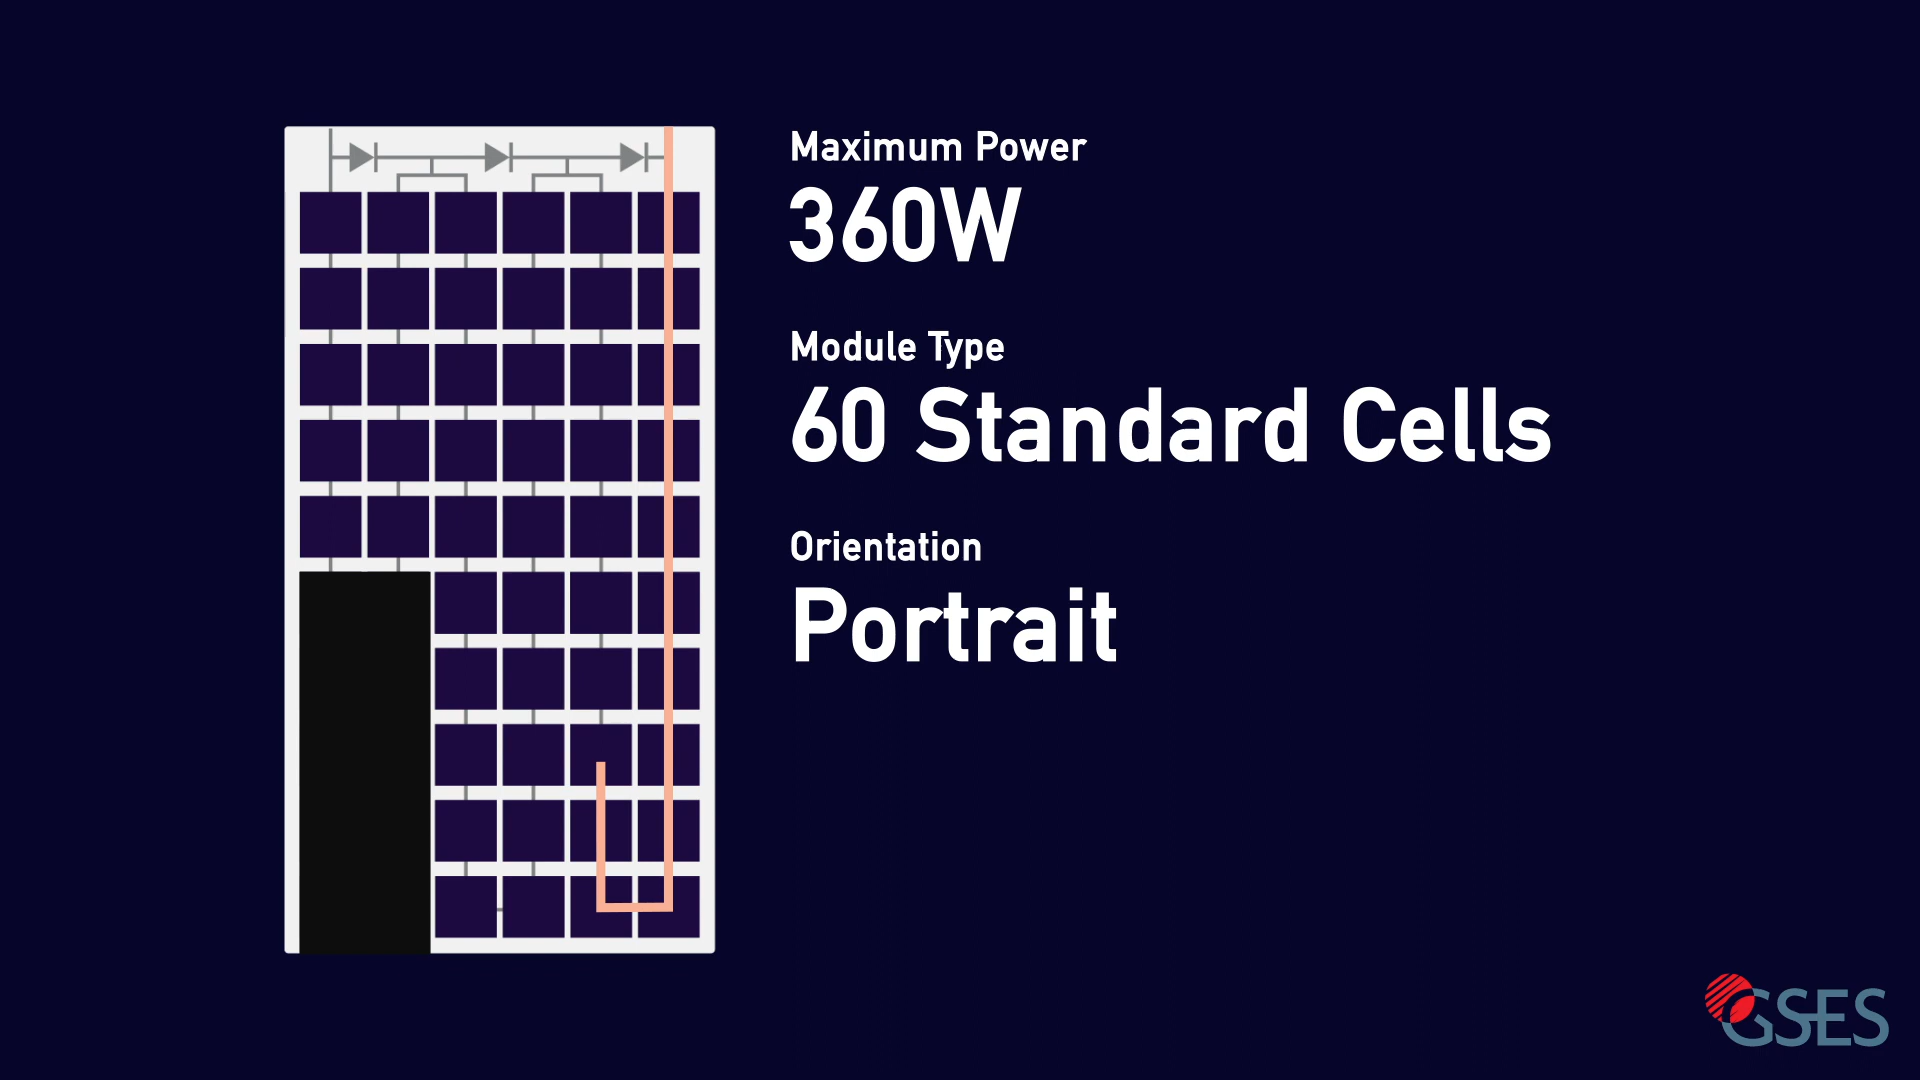 Maximum Power
360W
Module Type
60 Standard Cells
Orientation
Portrait
GSES